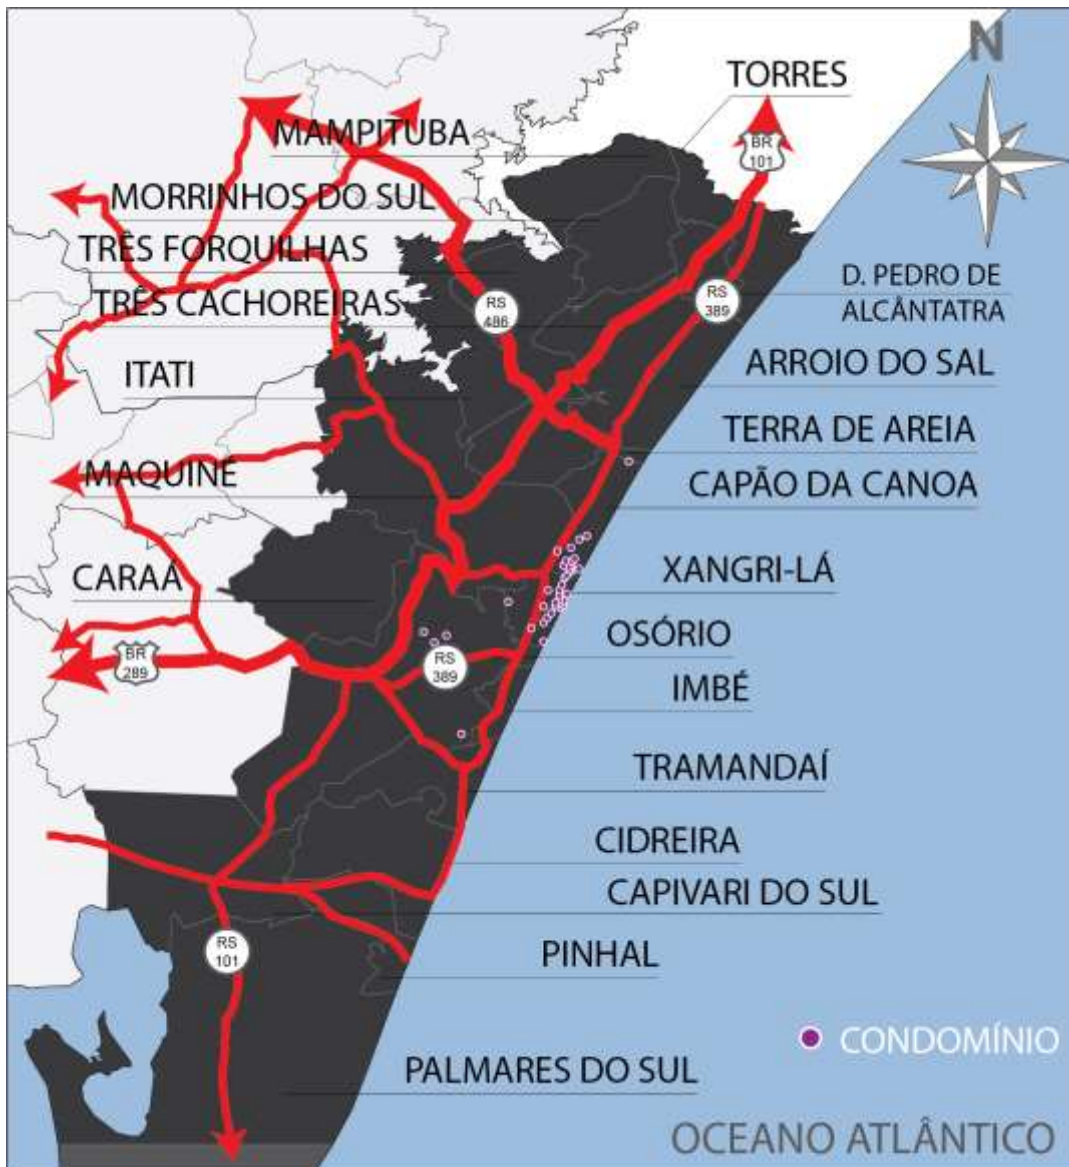 N
TORRES
BR
101
MAMPITUBA
MORRINHOS DO SUL
TRÊS FORQUILHAS
D. PEDRO DE
ALCÂNTATRA
RS
389
TRÊS CACHOREIRAS
RS
486
ARROIO DO SAL
ITATI
TERRA DE AREIA
MAQUINÉ
CAPÃO DA CANOA
XANGRI-LÁ
CARAÁ
OSÓRIO
BR
289
RS
389
IMBÉ
TRAMANDAÍ
CIDREIRA
CAPIVARI DO SUL
RS
101
PINHAL
CONDOMÍNIO
PALMARES DO SUL
OCEANO ATLÂNTICO